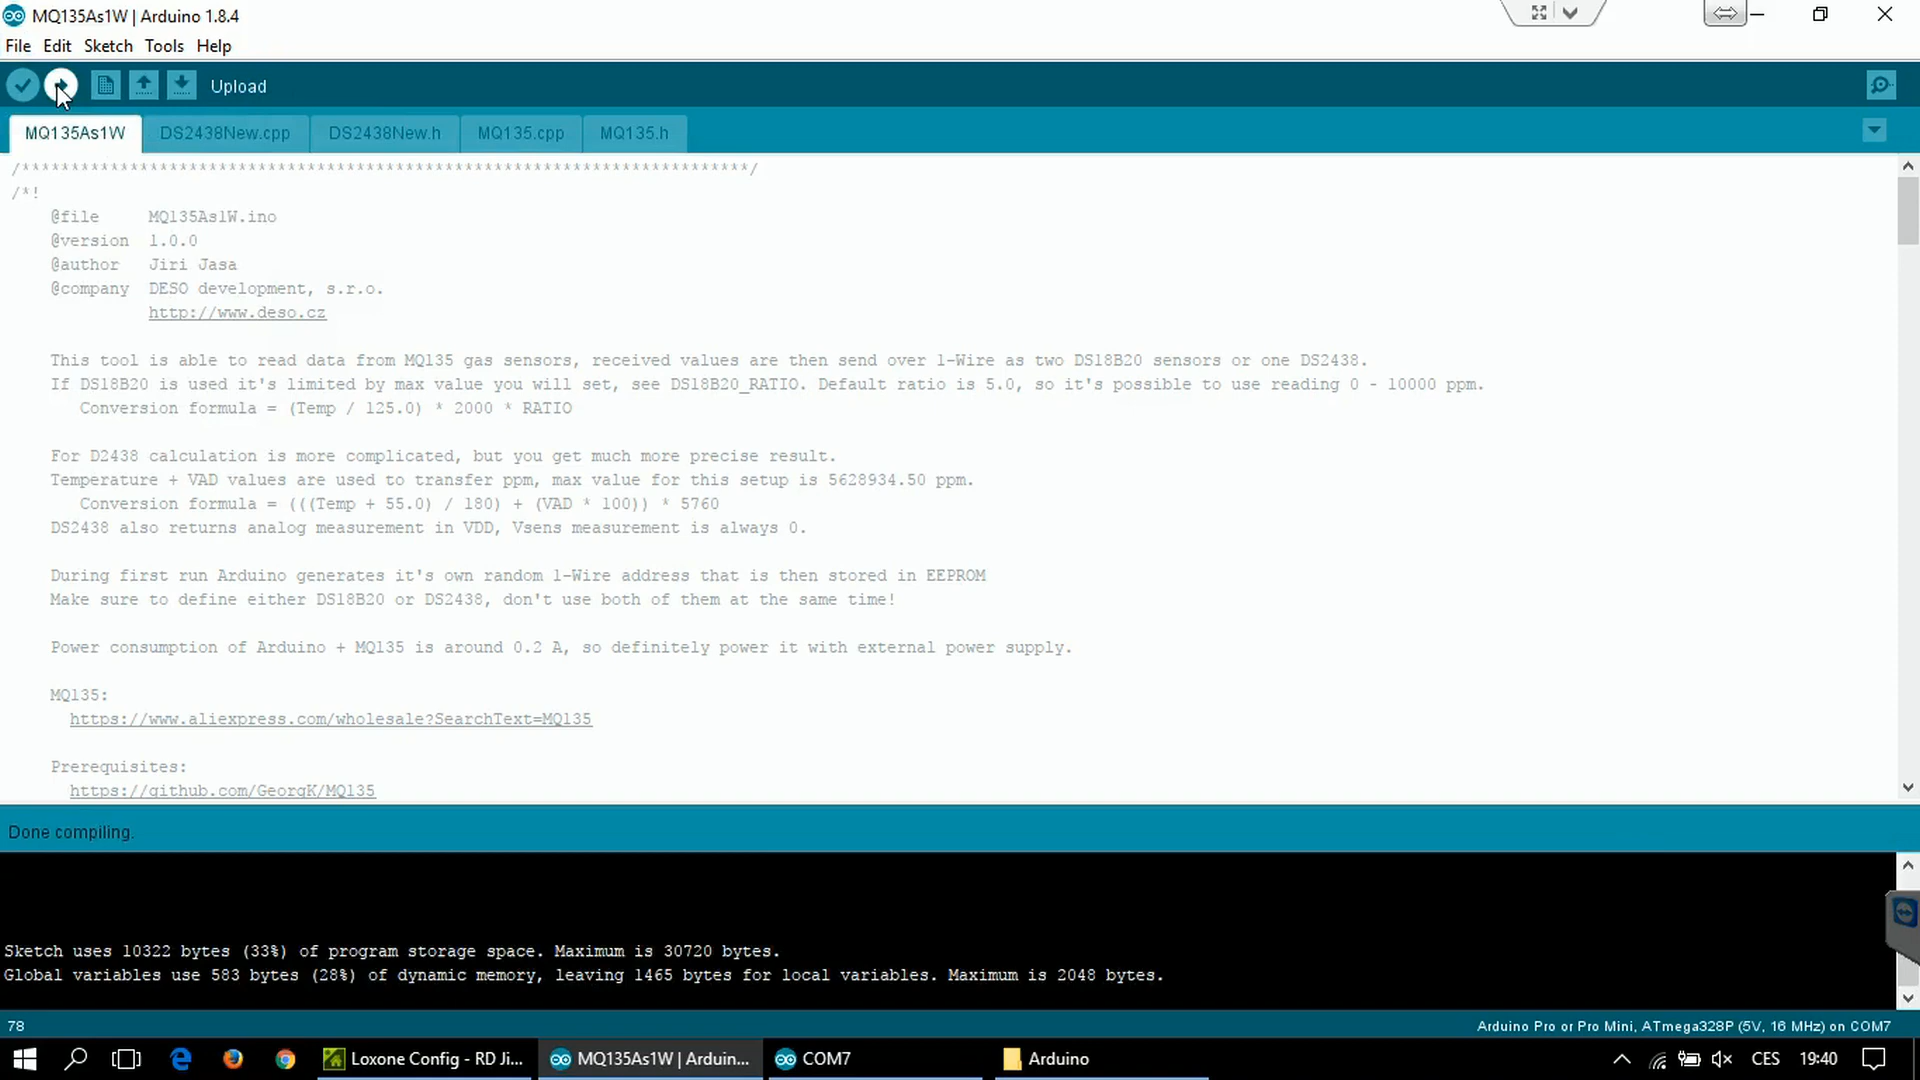 MQ135As1W | Arduino 1.8.4
File Edit Sketch Tools Help
Upload
MQ135As1W DS2438New.cpp DS2438New.h MQ135.cpp MQ135.h
/**************************************************************************/
/*!
@file MQ135As1W.ino
@version 1.0.0
@author Jiri Jasa
@company DESO development, s.r.o.
http://www.deso.cz
This tool is able to read data from MQ135 gas sensors, received values are then send over 1-Wire as two DS18B20 sensors or one DS2438.
If DS18B20 is used it's limited by max value you will set, see DS18B20_RATIO. Default ratio is 5.0, so it's possible to use reading 0 - 10000 ppm.
Conversion formula = (Temp / 125.0) * 2000 * RATIO
For D2438 calculation is more complicated, but you get much more precise result.
Temperature + VAD values are used to transfer ppm, max value for this setup is 5628934.50 ppm.
Conversion formula = (((Temp + 55.0) / 180) + (VAD * 100)) * 5760
DS2438 also returns analog measurement in VDD, Vsens measurement is always 0.
During first run Arduino generates it's own random 1-Wire address that is then stored in EEPROM
Make sure to define either DS18B20 or DS2438, don't use both of them at the same time!
Power consumption of Arduino + MQ135 is around 0.2 A, so definitely power it with external power supply.
MQ135:
https://www.aliexpress.com/wholesale?SearchText=MQ135
Prerequisites:
https://github.com/GeorgK/MQ135
Done compiling.
Sketch uses 10322 bytes (33%) of program storage space. Maximum is 30720 bytes.
Global variables use 583 bytes (28%) of dynamic memory, leaving 1465 bytes for local variables. Maximum is 2048 bytes.
78 Arduino Pro or Pro Mini, ATmega328P (5V, 16 MHz) on COM7
Loxone Config - RD Ji... MQ135As1W | Arduin... COM7 Arduino CES 19:40